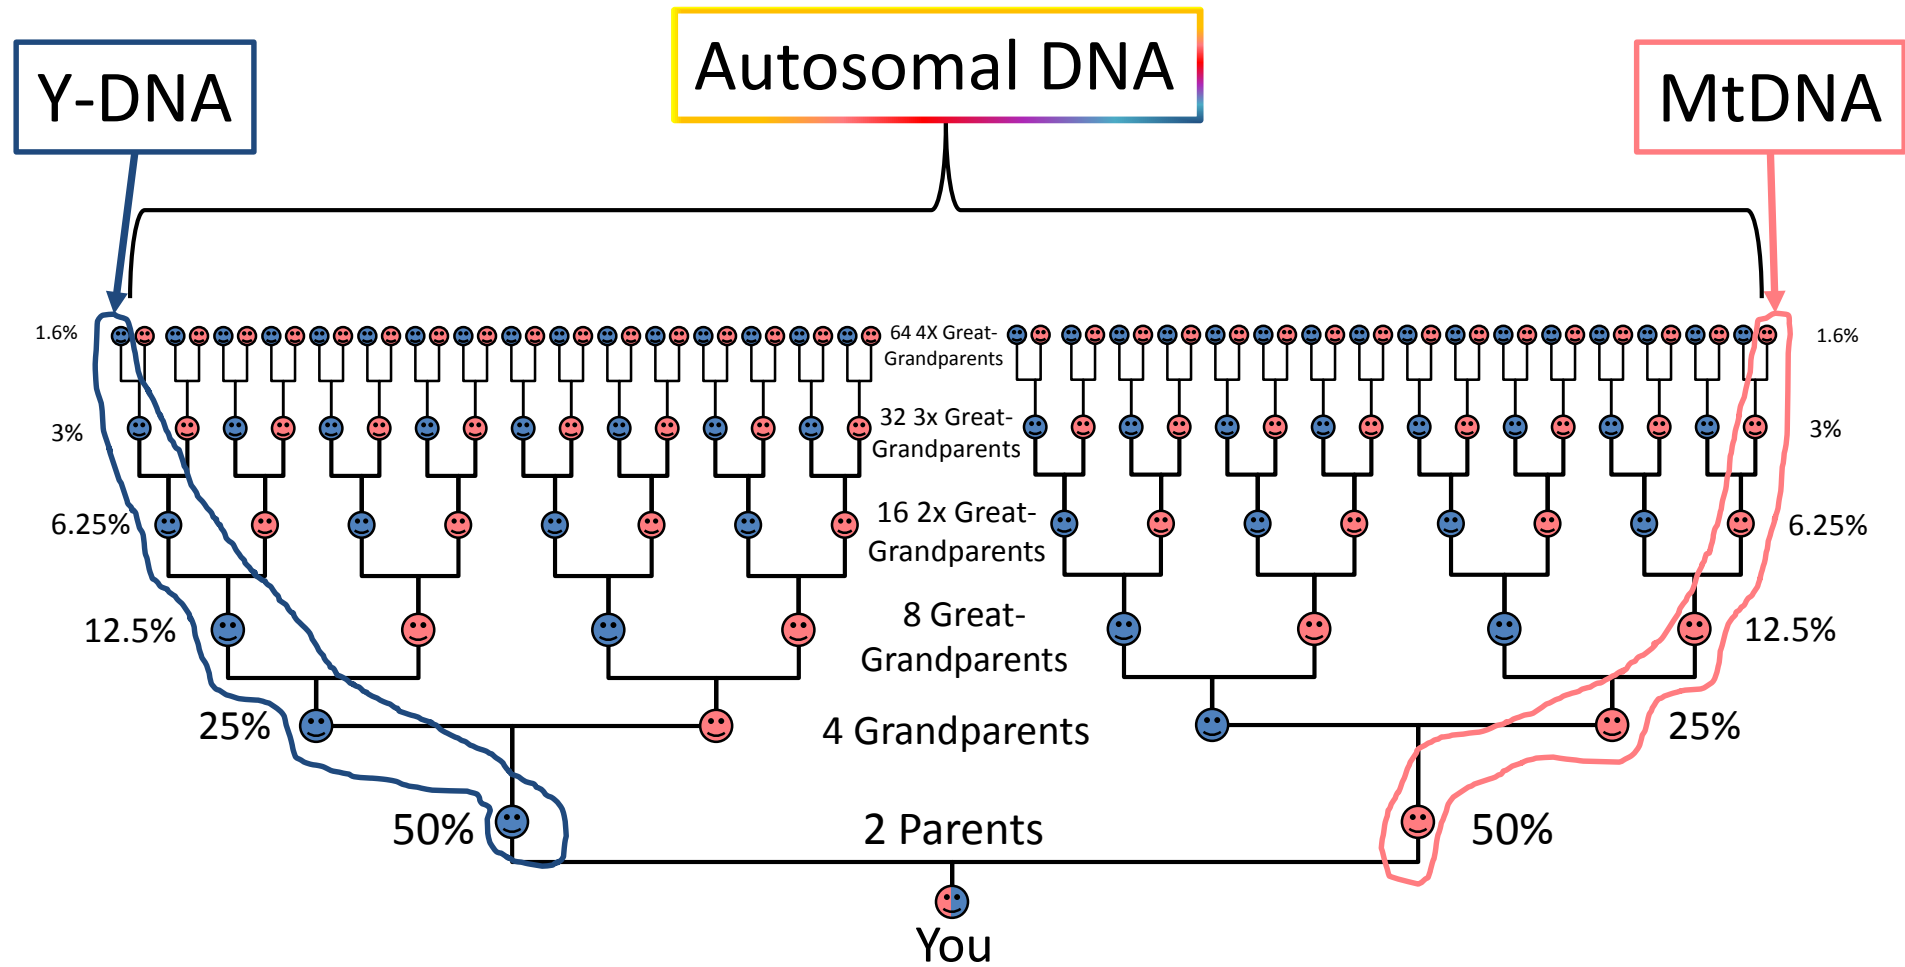 Y-DNA
Autosomal DNA
MtDNA
1.6%
64 4X Great-
Grandparents
1.6%
3%
32 3x Great-
Grandparents
3%
6.25%
16 2x Great-
Grandparents
6.25%
12.5%
8 Great-
Grandparents
12.5%
25%
4 Grandparents
25%
50%
2 Parents
50%
You